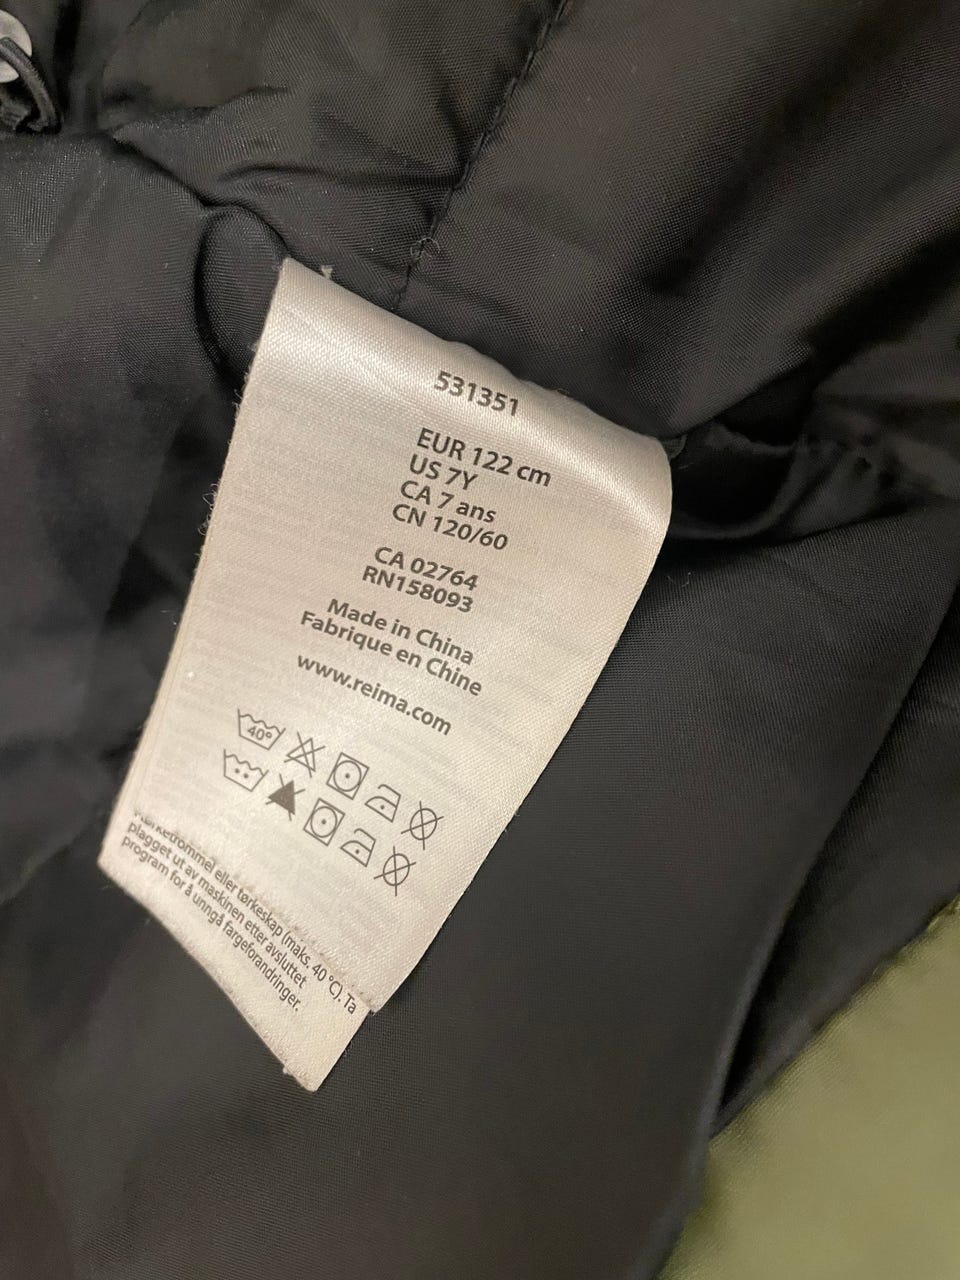 531351
EUR 122 cm
US 7Y
CA 7 ans
CN 120/60
CA 02764
RN158093
Made in China
Fabrique en Chine
www.reima.com
40°
eller tørkeskap (maks. 40 °C). Ta
plagget ut av maskinen etter avsluttet
program for å unngå fargeforandringer.